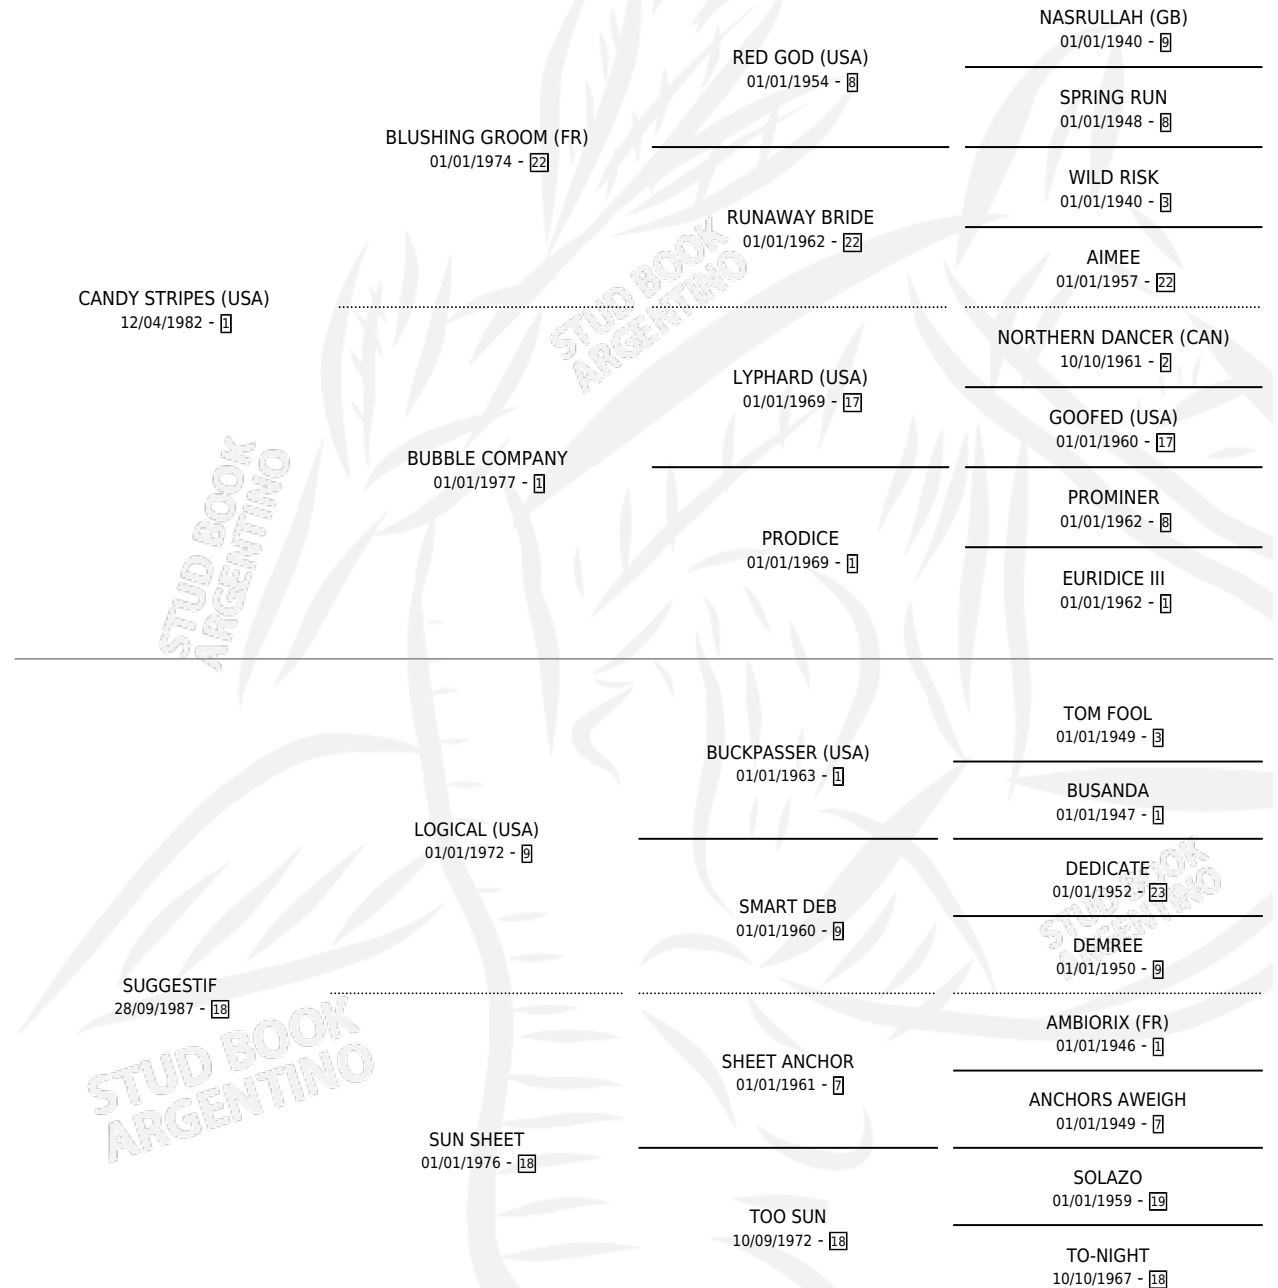 NASRULLAH (GB)
01/01/1940 - 9
RED GOD (USA)
01/01/1954 - 8
SPRING RUN
01/01/1948 - 8
BLUSHING GROOM (FR)
01/01/1974 - 22
WILD RISK
01/01/1940 - 3
RUNAWAY BRIDE
01/01/1962 - 22
AIMEE
01/01/1957 - 22
CANDY STRIPES (USA)
12/04/1982 - 1
NORTHERN DANCER (CAN)
10/10/1961 - 2
LYPHARD (USA)
01/01/1969 - 17
GOOFED (USA)
01/01/1960 - 17
BUBBLE COMPANY
01/01/1977 - 1
PROMINER
01/01/1962 - 8
PRODICE
01/01/1969 - 1
EURIDICE III
01/01/1962 - 1
TOM FOOL
01/01/1949 - 3
BUCKPASSER (USA)
01/01/1963 - 1
BUSANDA
01/01/1947 - 1
LOGICAL (USA)
01/01/1972 - 9
DEDICATE
01/01/1952 - 23
SMART DEB
01/01/1960 - 9
DEMREE
01/01/1950 - 9
SUGGESTIF
28/09/1987 - 18
AMBIORIX (FR)
01/01/1946 - 1
SHEET ANCHOR
01/01/1961 - 7
ANCHORS AWEIGH
01/01/1949 - 7
SUN SHEET
01/01/1976 - 18
SOLAZO
01/01/1959 - 19
TOO SUN
10/09/1972 - 18
TO-NIGHT
10/10/1967 - 18
STUD BOOK
ARGENTINO
STUD BOOK
ARGENTINO
STUD BOOK
ARGENTINO
STUD BOOK
ARGENTINO